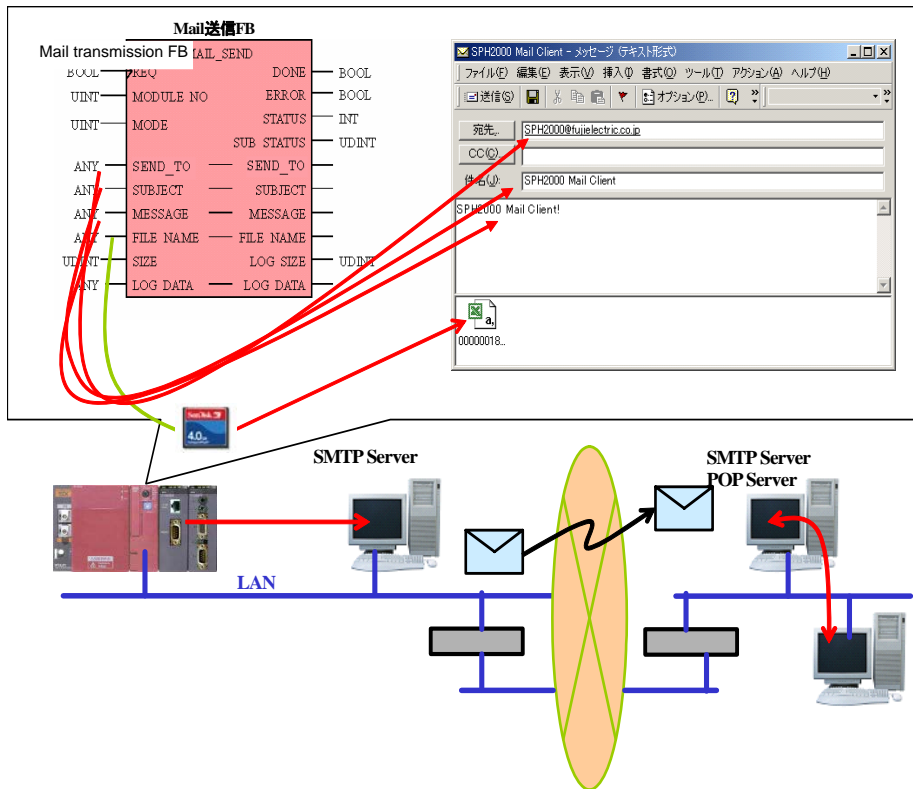 Mail送信FB
Mail transmission FB
MAIL_SEND
BOOL REQ DONE BOOL
UINT MODULE NO ERROR BOOL
UINT MODE STATUS INT
SUB STATUS UDINT
ANY SEND_TO SEND_TO
ANY SUBJECT SUBJECT
ANY MESSAGE MESSAGE
ANY FILE NAME FILE NAME
UDINT SIZE LOG SIZE UDINT
ANY LOG DATA LOG DATA
SPH2000 Mail Client - メッセージ (テキスト形式)
ファイル(F) 編集(E) 表示(V) 挿入(I) 書式(O) ツール(T) アクション(A) ヘルプ(H)
送信(S) オプション(P)...
宛先... SPH2000@fujielectric.co.jp
CC(C)...
件名(J): SPH2000 Mail Client
SPH2000 Mail Client!
a,
00000018...
SanDisk
4.0
SMTP Server
SMTP Server
POP Server
LAN